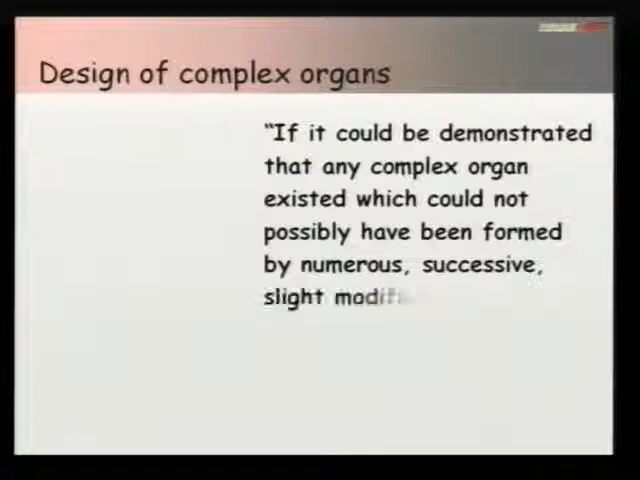 Design of complex organs
“If it could be demonstrated
that any complex organ
existed which could not
possibly have been formed
by numerous, successive,
slight